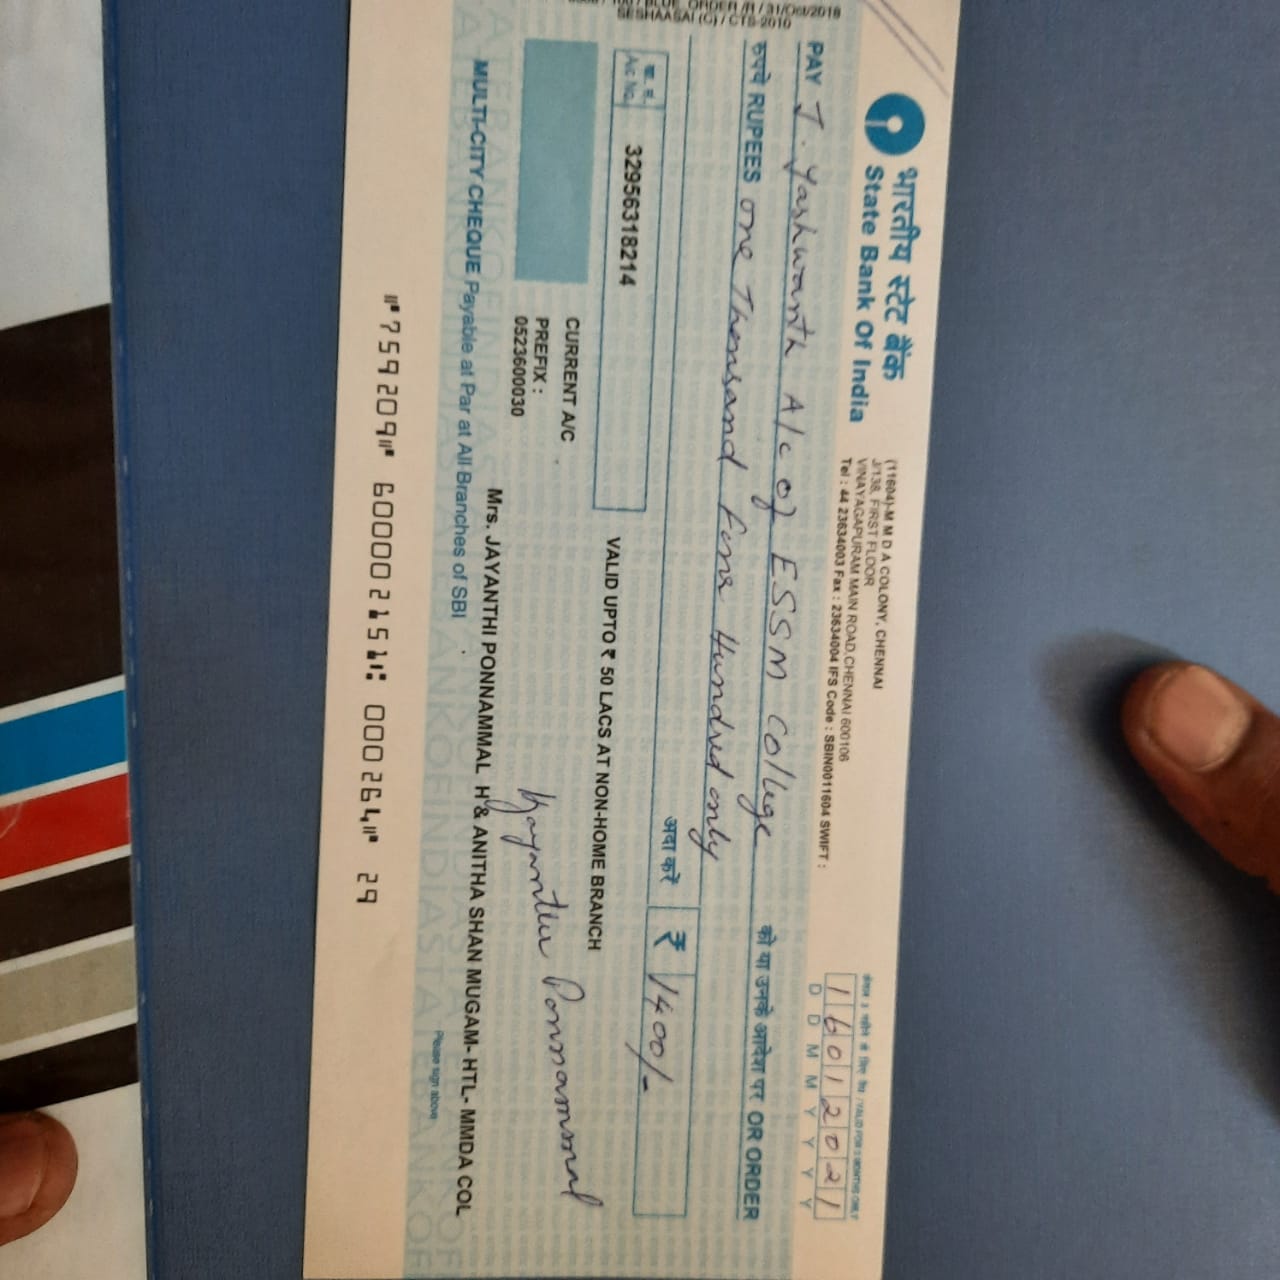 भारतीय स्टेट बैंक
State Bank Of India
(11604)-M M D A COLONY, CHENNAI
J/138, FIRST FLOOR
VINAYAGAPURAM MAIN ROAD,CHENNAI 600106
Tel : 44 23634003 Fax : 23634004 IFS Code : SBIN0011604 SWIFT :
केवल 3 महीने के लिए वैध /VALID FOR 3 MONTHS ONLY
16012021
D D M M Y Y Y Y
PAY J. Yashwanth A/c of ESSM College को या उनके आदेश पर OR ORDER
रुपये RUPEES one Thousand Four Hundred only
अदा करें ₹ 1400/-
खा. सं.
A/c No. 32956318214
VALID UPTO ₹ 50 LACS AT NON-HOME BRANCH
CURRENT A/C
PREFIX :
0523600030
Jayanthi Ponnammal
Mrs. JAYANTHI PONNAMMAL H & ANITHA SHAN MUGAM- HTL- MMDA COL
MULTI-CITY CHEQUE Payable at Par at All Branches of SBI
Please sign above
⑈759209⑈ 600002151⑆ 000264⑈ 29